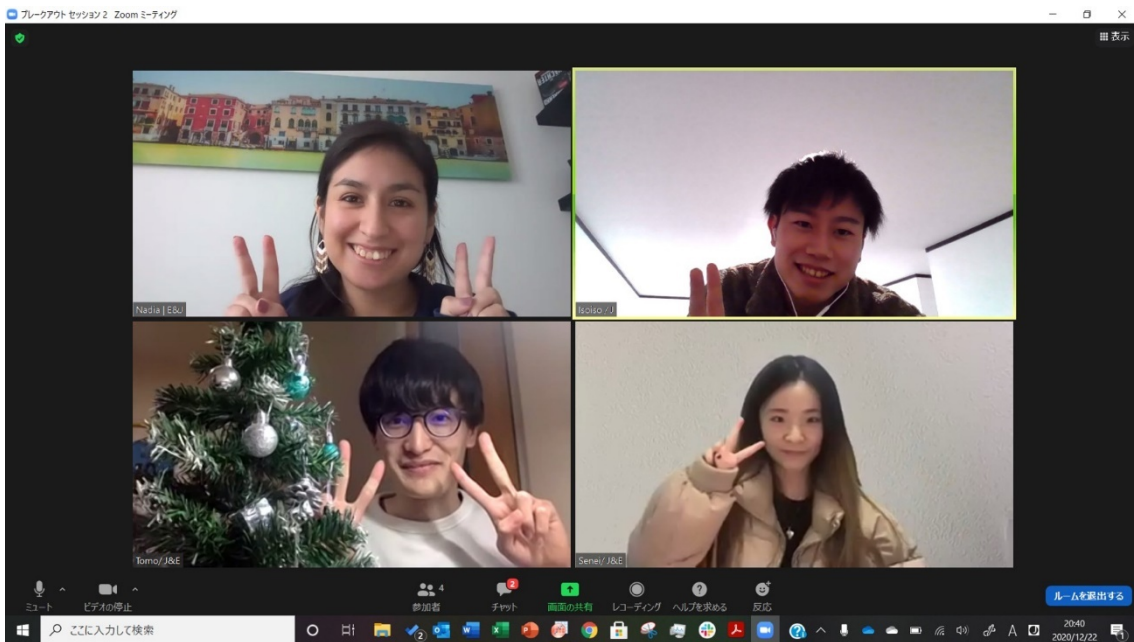 ブレークアウト セッション 2 Zoom ミーティング
表示
Nadia | E&J
Isoiso / J
Tomo/ J&E
Senei/ J&E
ミュート
ビデオの停止
4
参加者
2
チャット
画面の共有
レコーディング
ヘルプを求める
反応
ルームを退出する
ここに入力して検索
2
A
20:40
2020/12/22